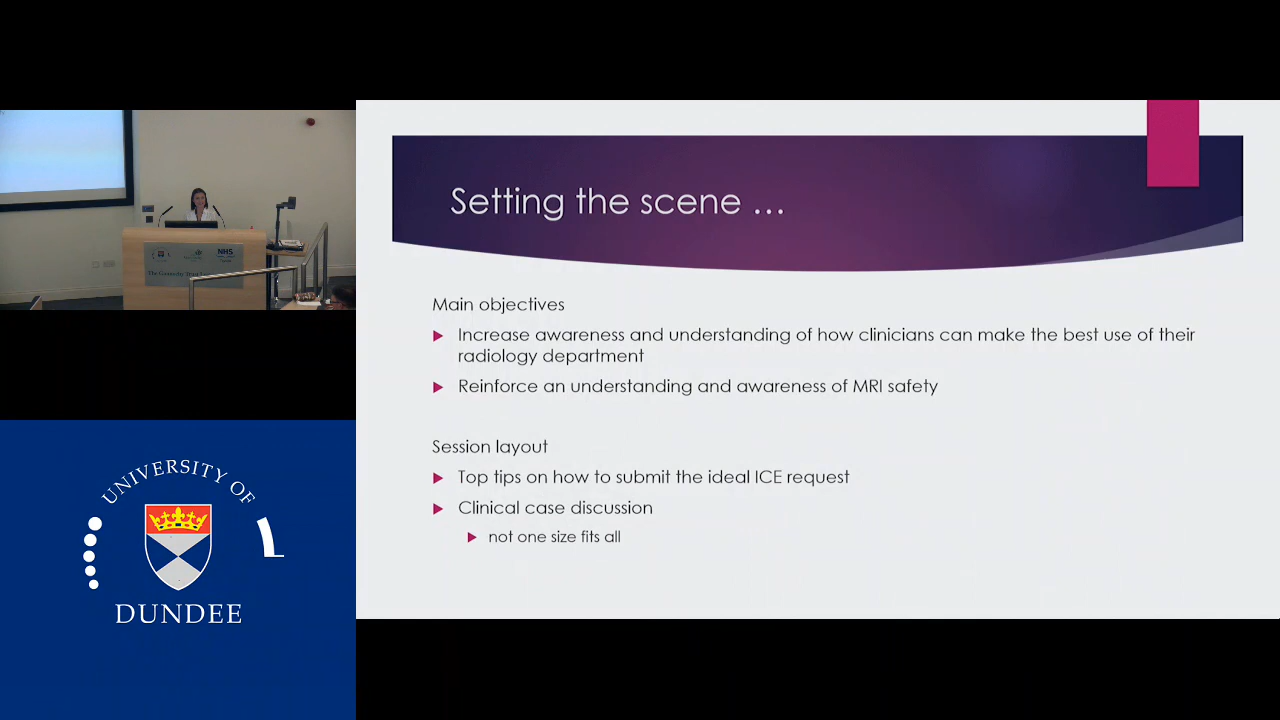 Setting the scene …
Main objectives
Increase awareness and understanding of how clinicians can make the best use of their
radiology department
Reinforce an understanding and awareness of MRI safety
Session layout
Top tips on how to submit the ideal ICE request
Clinical case discussion
not one size fits all
NHS
UNIVERSITY OF
DUNDEE